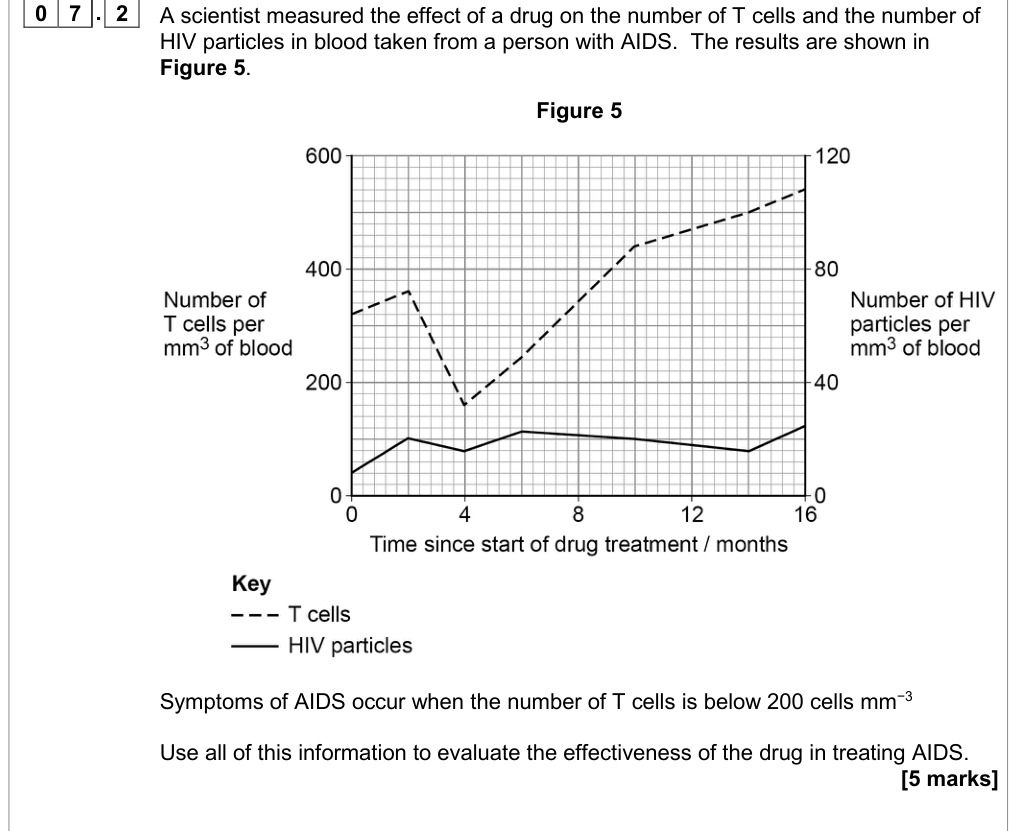 0 7 . 2 A scientist measured the effect of a drug on the number of T cells and the number of
HIV particles in blood taken from a person with AIDS. The results are shown in
Figure 5.
Figure 5
600
400
200
0
Number of
T cells per
mm³ of blood
120
80
40
0
Number of HIV
particles per
mm³ of blood
0 4 8 12 16
Time since start of drug treatment / months
Key
T cells
HIV particles
Symptoms of AIDS occur when the number of T cells is below 200 cells mm⁻³
Use all of this information to evaluate the effectiveness of the drug in treating AIDS.
[5 marks]